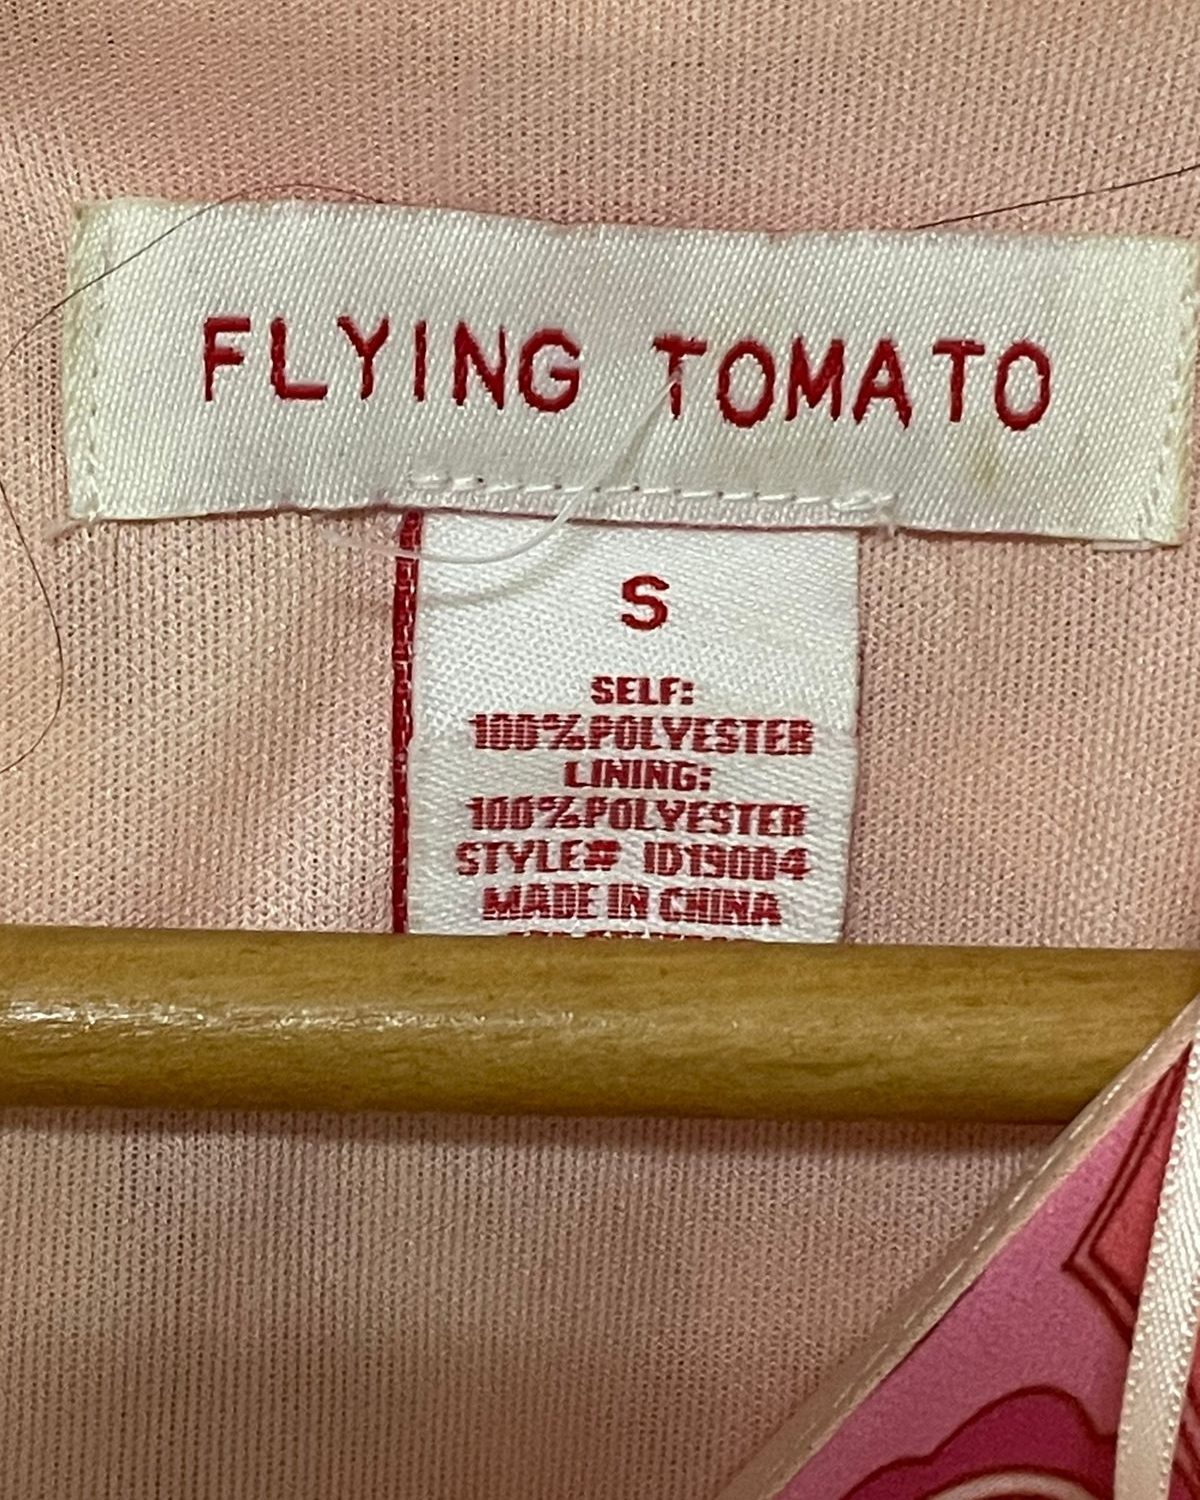 FLYING TOMATO
S
SELF:
100%POLYESTER
LINING:
100%POLYESTER
STYLE# ID19004
MADE IN CHINA